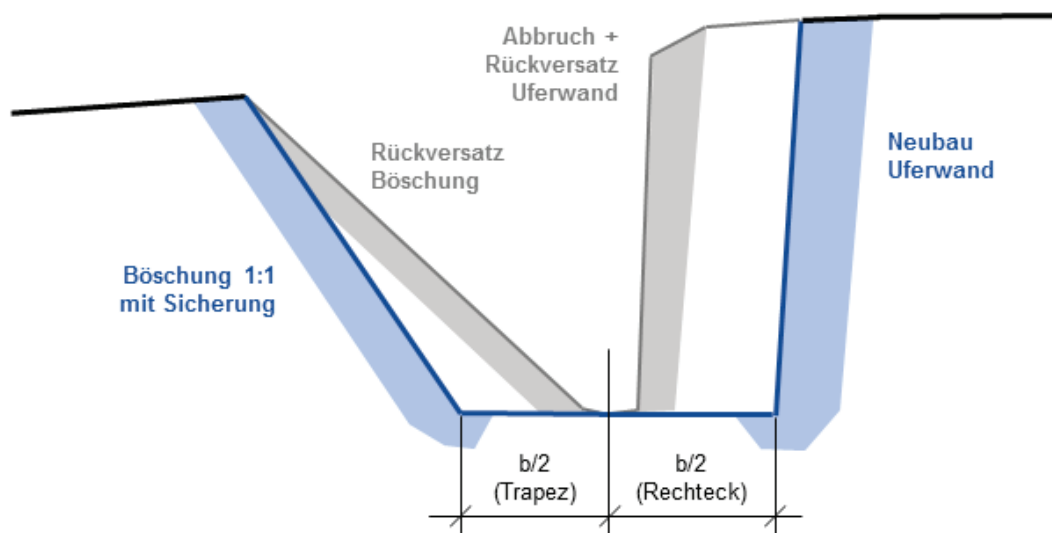 Abbruch +
Rückversatz
Uferwand
Rückversatz
Böschung
Neubau
Uferwand
Böschung 1:1
mit Sicherung
b/2
(Trapez)
b/2
(Rechteck)